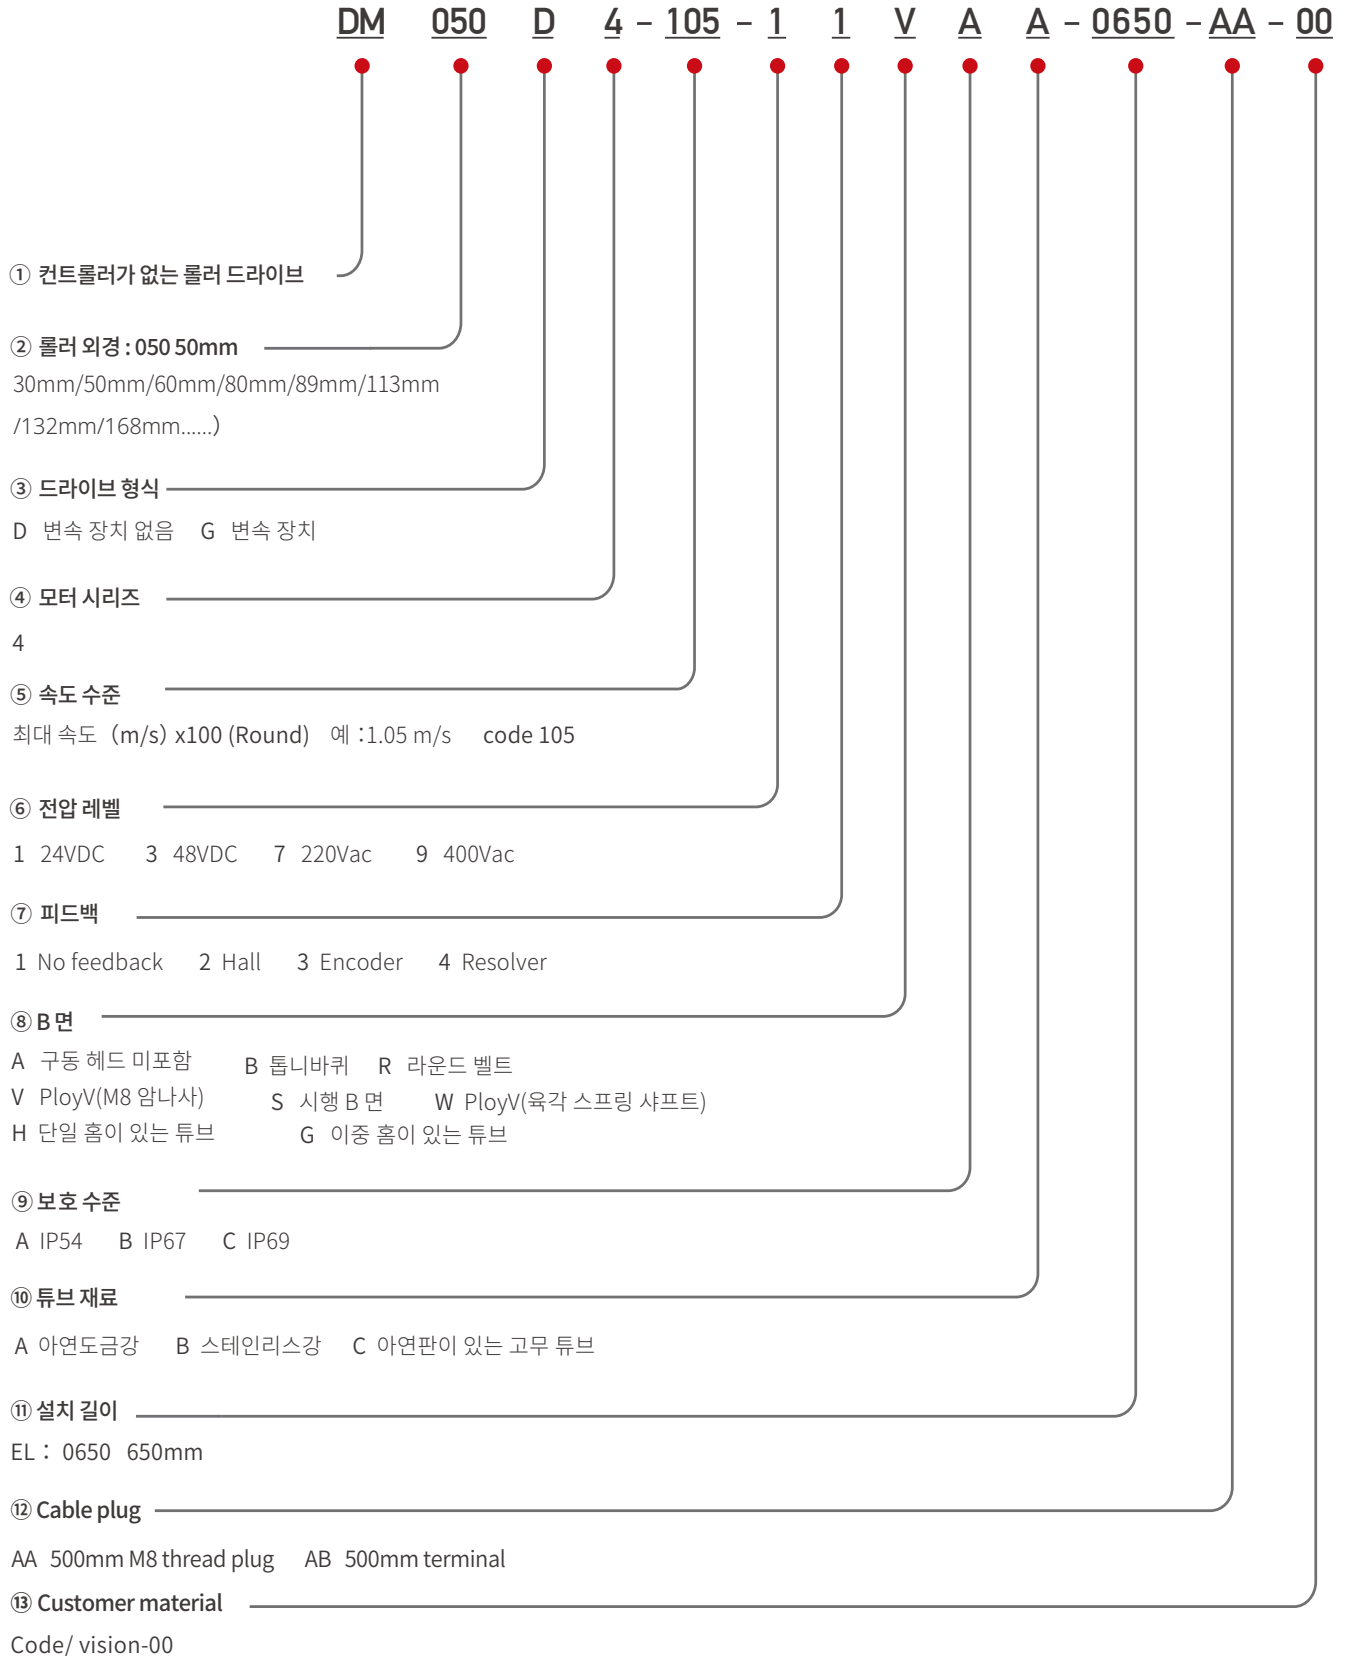 DM 050 D 4 - 105 - 1 1 V A A - 0650 - AA - 00
① 컨트롤러가 없는 롤러 드라이브
② 롤러 외경 : 050 50mm
30mm/50mm/60mm/80mm/89mm/113mm
/132mm/168mm......)
③ 드라이브 형식
D 변속 장치 없음 G 변속 장치
④ 모터 시리즈
4
⑤ 속도 수준
최대 속도 (m/s) x100 (Round) 예 :1.05 m/s code 105
⑥ 전압 레벨
1 24VDC 3 48VDC 7 220Vac 9 400Vac
⑦ 피드백
1 No feedback 2 Hall 3 Encoder 4 Resolver
⑧ B 면
A 구동 헤드 미포함 B 톱니바퀴 R 라운드 벨트
V PloyV(M8 암나사) S 시행 B 면 W PloyV(육각 스프링 샤프트)
H 단일 홈이 있는 튜브 G 이중 홈이 있는 튜브
⑨ 보호 수준
A IP54 B IP67 C IP69
⑩ 튜브 재료
A 아연도금강 B 스테인리스강 C 아연판이 있는 고무 튜브
⑪ 설치 길이
EL : 0650 650mm
⑫ Cable plug
AA 500mm M8 thread plug AB 500mm terminal
⑬ Customer material
Code/ vision-00